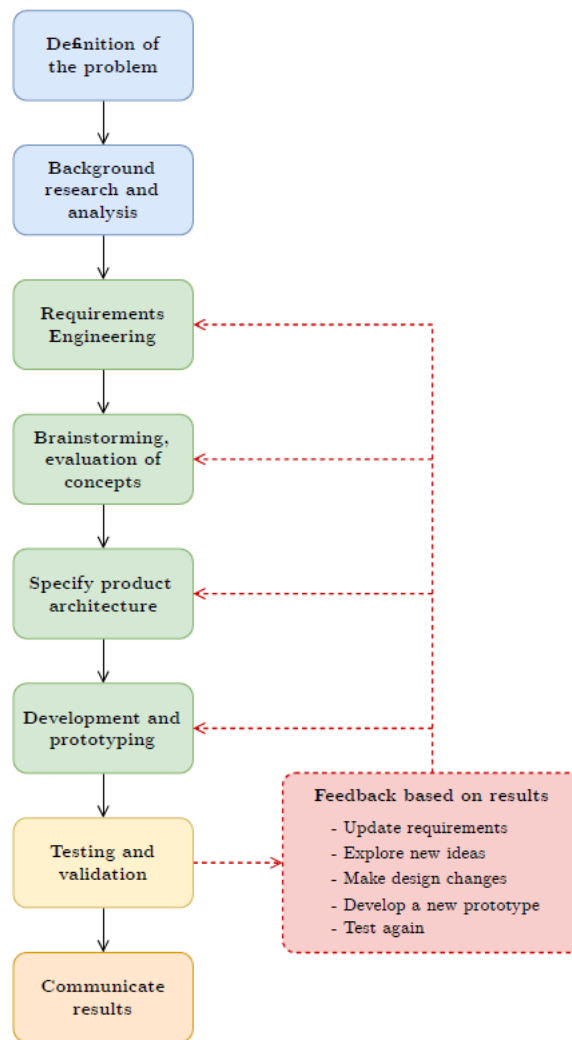 Definition of
the problem
Background
research and
analysis
Requirements
Engineering
Brainstorming,
evaluation of
concepts
Specify product
architecture
Development and
prototyping
Testing and
validation
Communicate
results
Feedback based on results
- Update requirements
- Explore new ideas
- Make design changes
- Develop a new prototype
- Test again